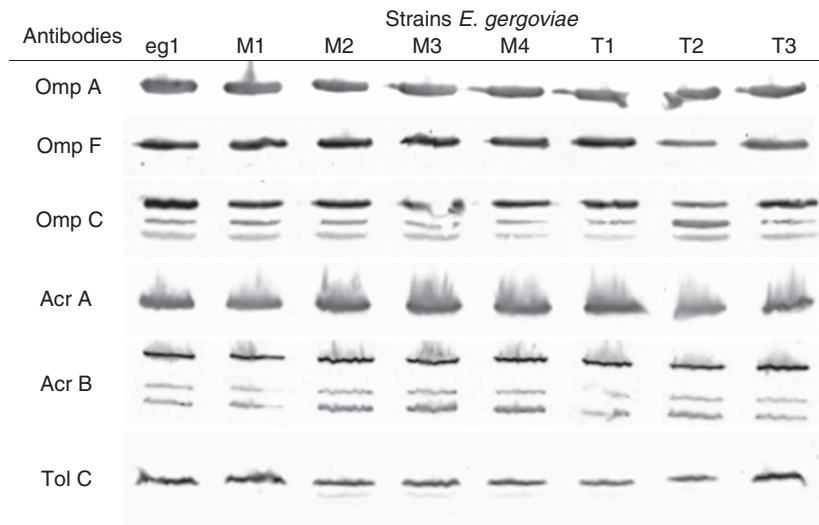 Strains E. gergoviae
Antibodies eg1 M1 M2 M3 M4 T1 T2 T3
Omp A
Omp F
Omp C
Acr A
Acr B
Tol C